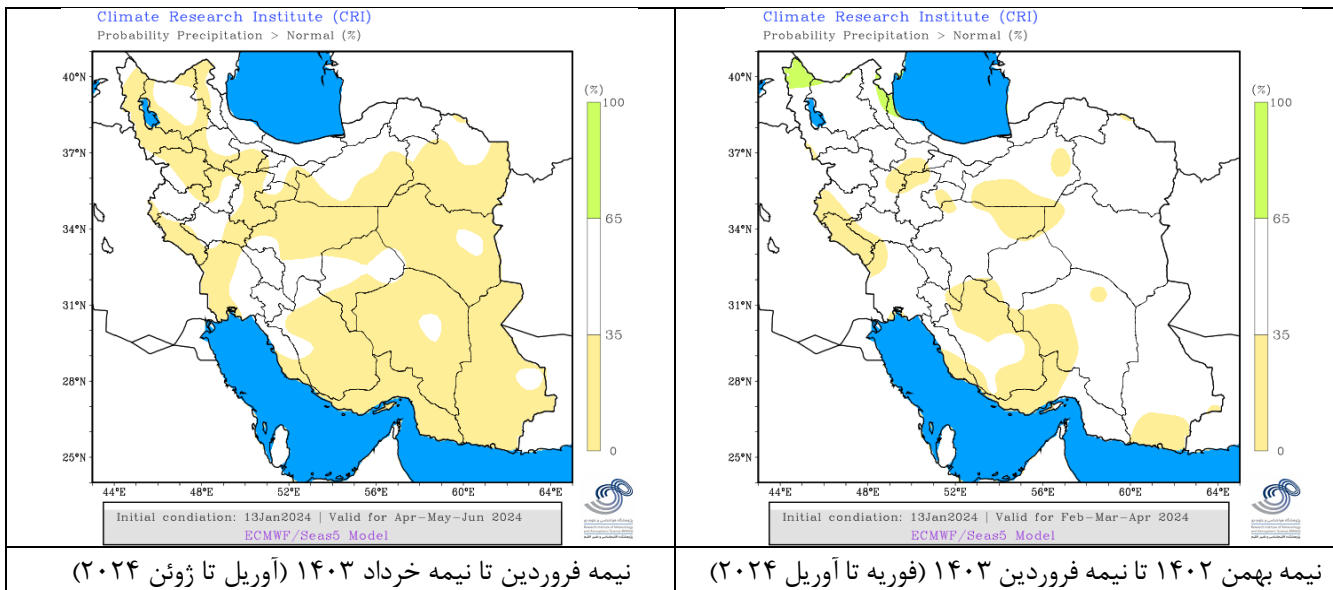 Climate Research Institute (CRI)
Probability Precipitation > Normal (%)
40°N
37°N
34°N
31°N
28°N
25°N
44°E 48°E 52°E 56°E 60°E 64°E
(%)
100
65
35
0
Initial condiation: 13Jan2024 | Valid for Apr-May-Jun 2024
ECMWF/Seas5 Model
نیمه فروردین تا نیمه خرداد ۱۴۰۳ (آوریل تا ژوئن ۲۰۲۴)
Climate Research Institute (CRI)
Probability Precipitation > Normal (%)
40°N
37°N
34°N
31°N
28°N
25°N
44°E 48°E 52°E 56°E 60°E 64°E
(%)
100
65
35
0
Initial condiation: 13Jan2024 | Valid for Feb-Mar-Apr 2024
ECMWF/Seas5 Model
نیمه بهمن ۱۴۰۲ تا نیمه فروردین ۱۴۰۳ (فوریه تا آوریل ۲۰۲۴)